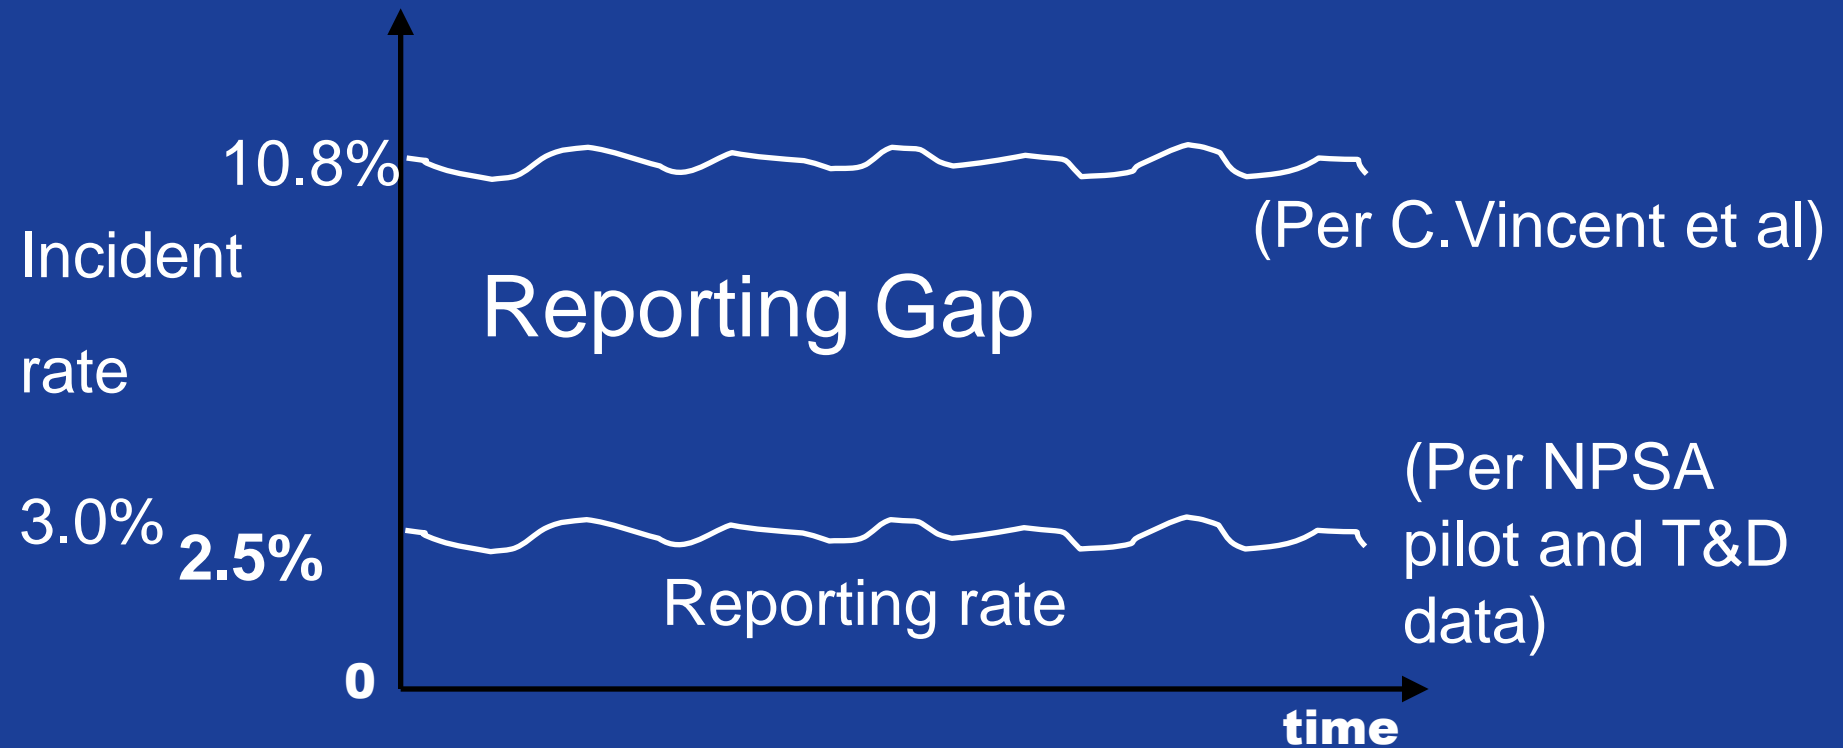 10.8%
(Per C.Vincent et al)
Incident
rate
Reporting Gap
3.0%
2.5%
(Per NPSA
pilot and T&D
data)
Reporting rate
0
time